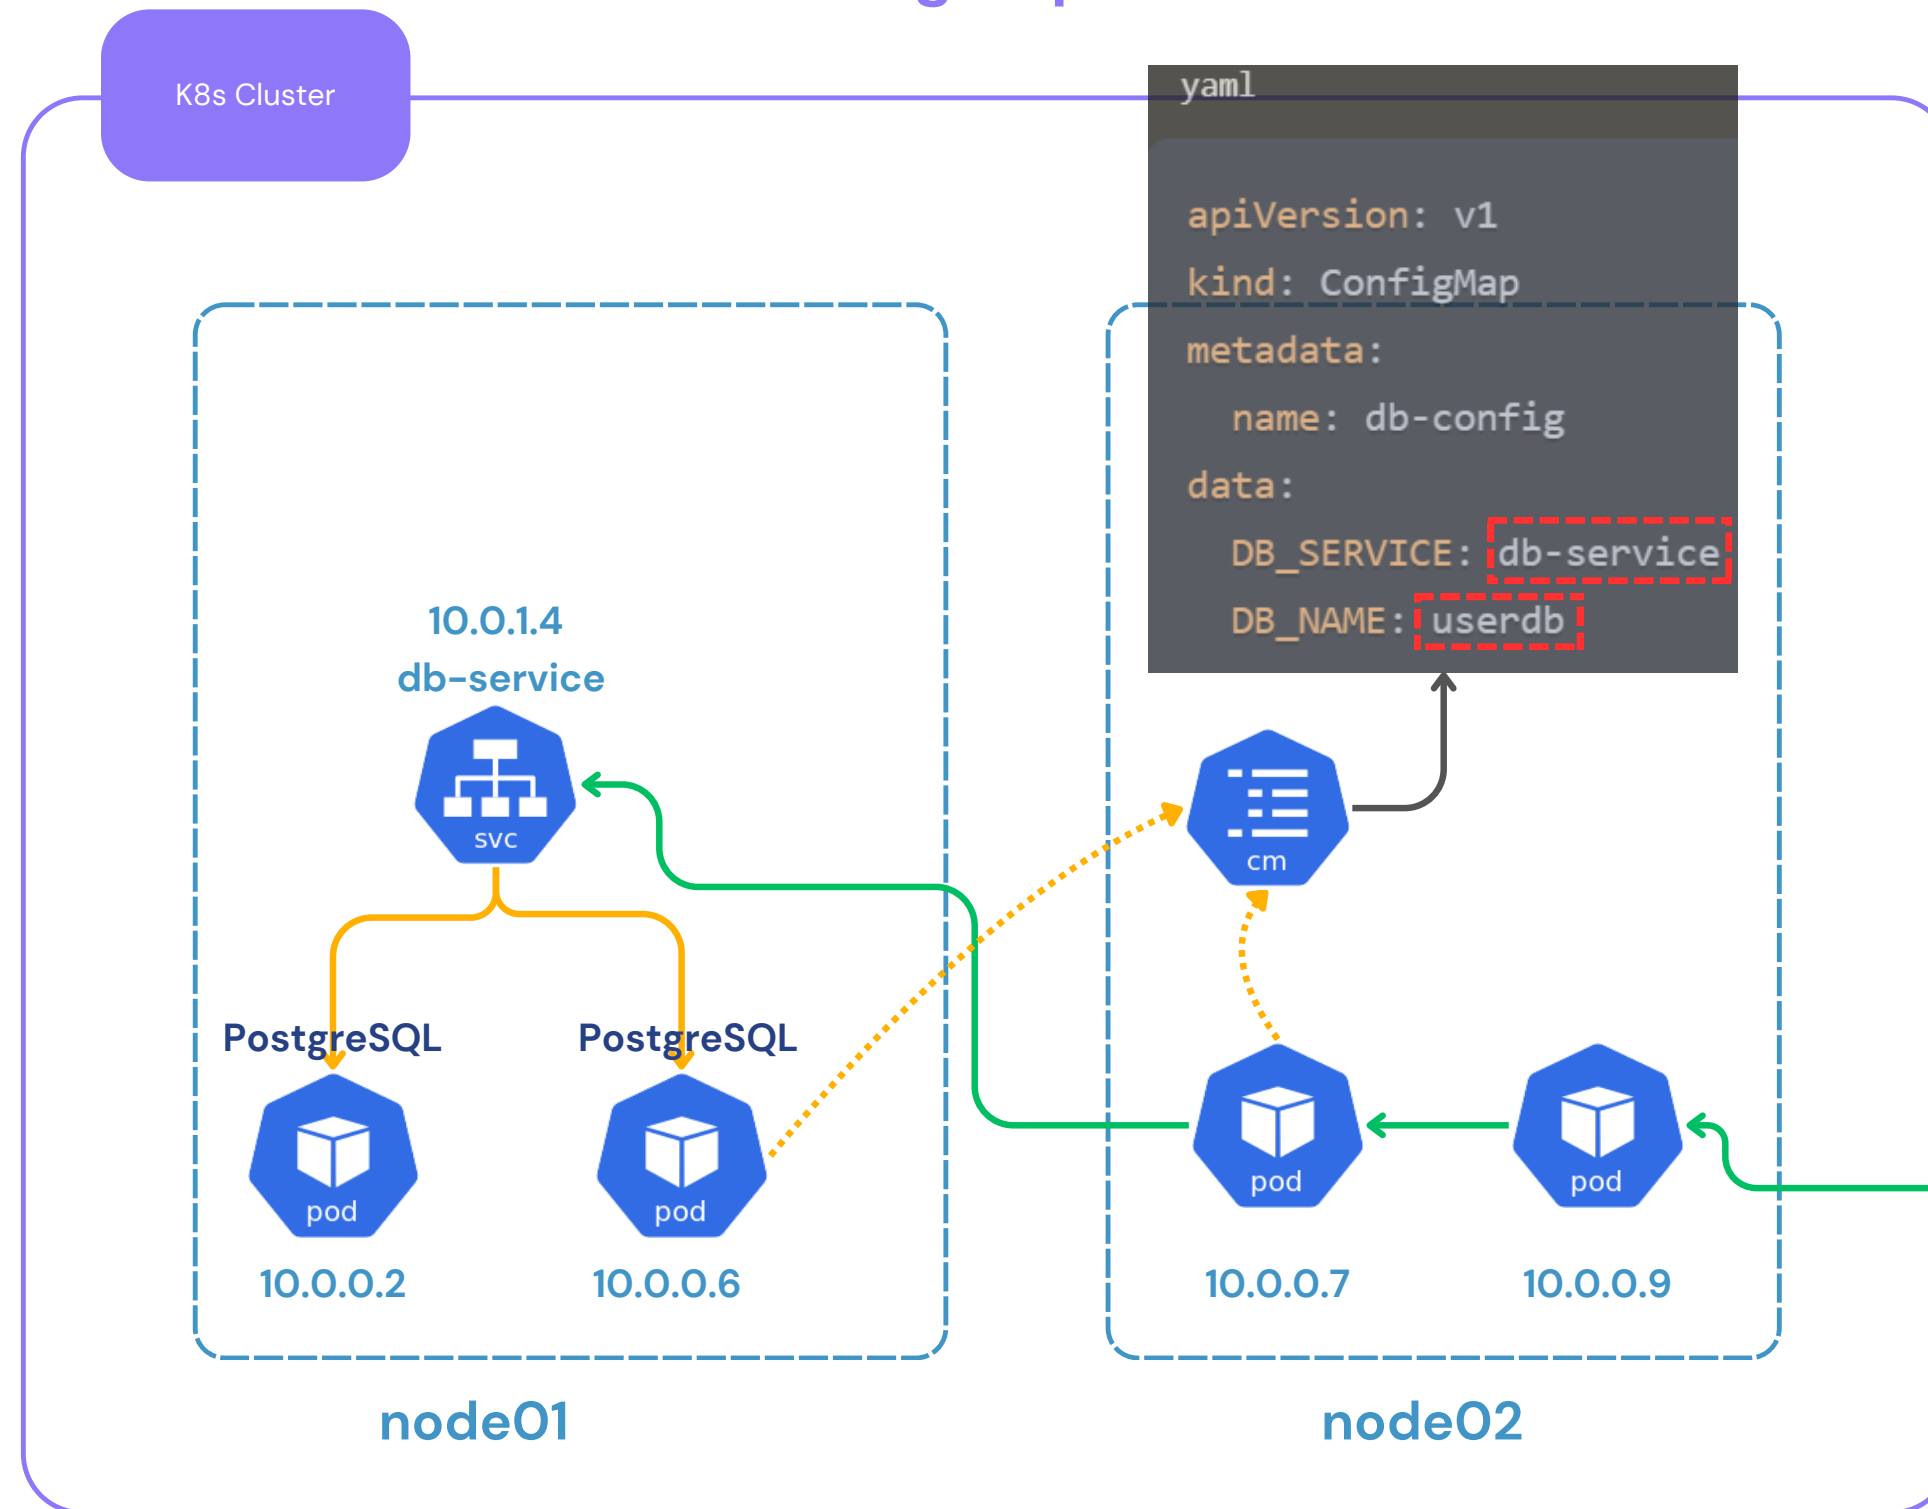 K8s Cluster
yaml
apiVersion: v1
kind: ConfigMap
metadata:
name: db-config
data:
DB_SERVICE: db-service
DB_NAME: userdb
10.0.1.4
db-service
svc
cm
PostgreSQL
PostgreSQL
pod
pod
pod
pod
10.0.0.2
10.0.0.6
10.0.0.7
10.0.0.9
node01
node02